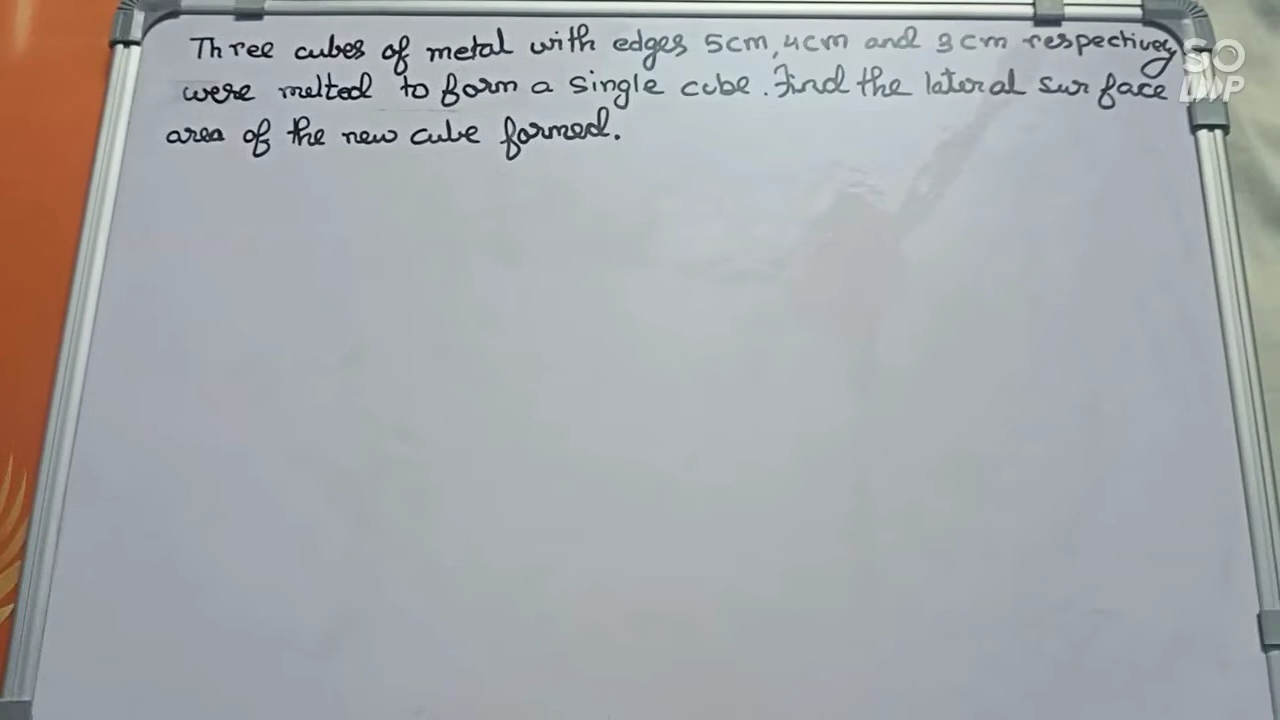 Three cubes of metal with edges 5cm, 4cm and 3cm respectivey
were melted to form a single cube. Find the lateral surface
area of the new cube formed.